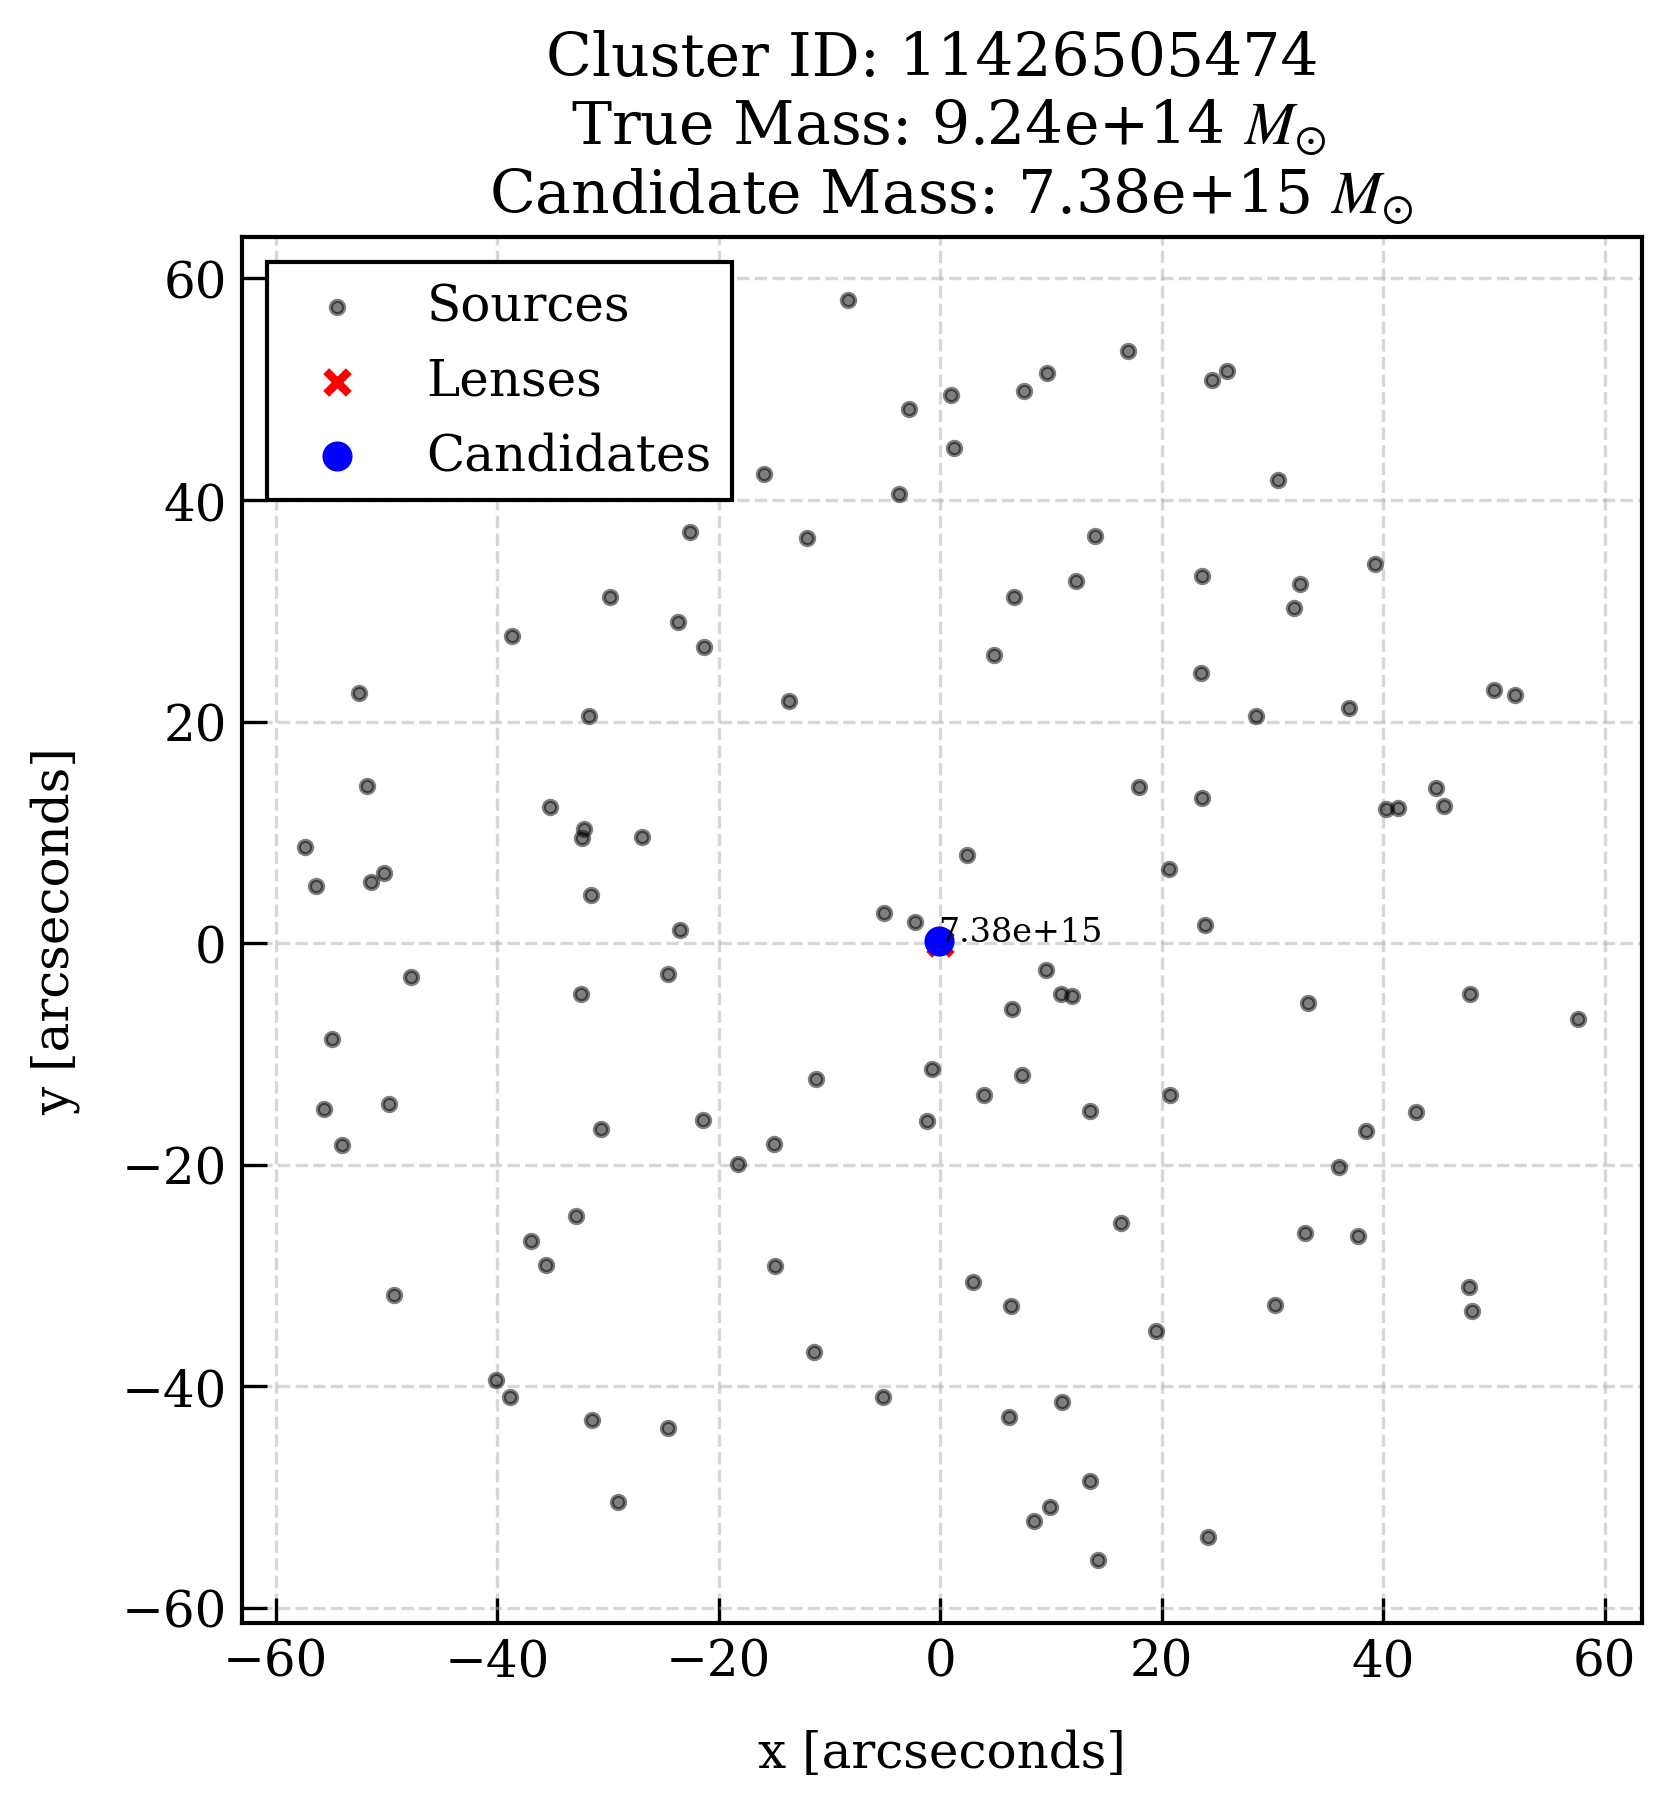 Cluster ID: 11426505474
True Mass: 9.24e+14 M⊙
Candidate Mass: 7.38e+15 M⊙
Sources
Lenses
Candidates
60
40
20
0
−20
−40
−60
y [arcseconds]
7.38e+15
−60 −40 −20 0 20 40 60
x [arcseconds]